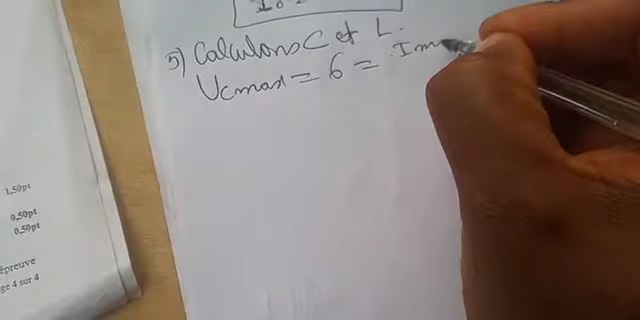 5) Calculons C et L.
Ucmax = 6 = Im
1,50pt
0,50pt
0,50pt
épreuve
ge 4 sur 4